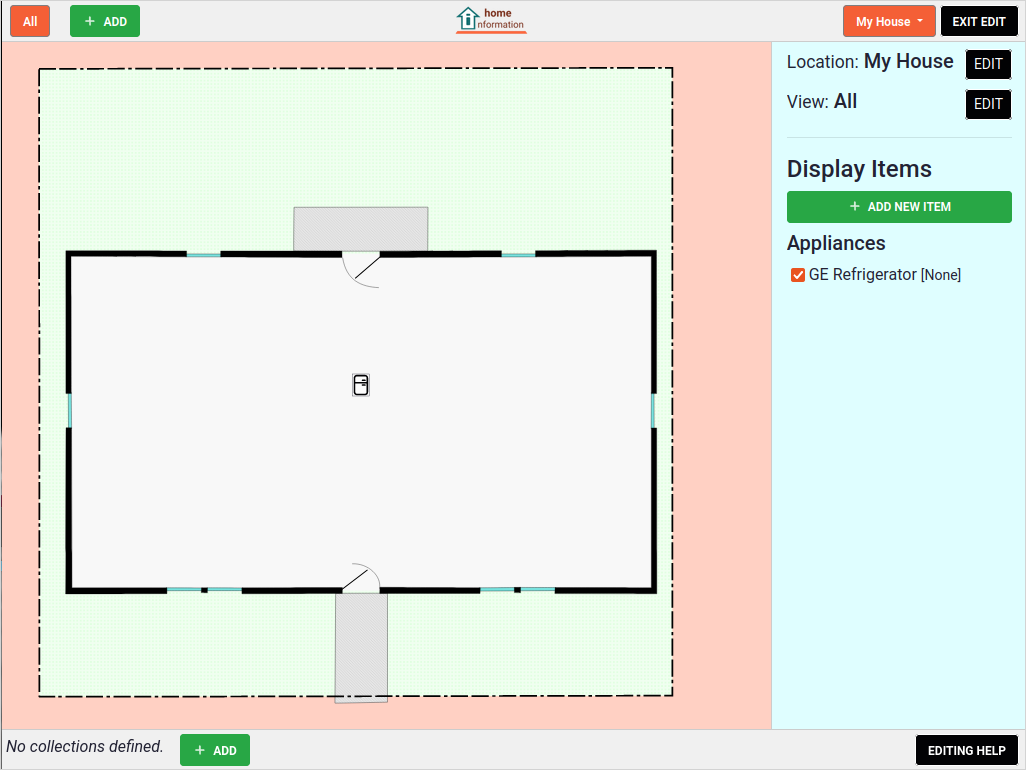 All
+ ADD
home
information
My House
EXIT EDIT
Location: My House
EDIT
View: All
EDIT
Display Items
+ ADD NEW ITEM
Appliances
GE Refrigerator [None]
No collections defined.
+ ADD
EDITING HELP